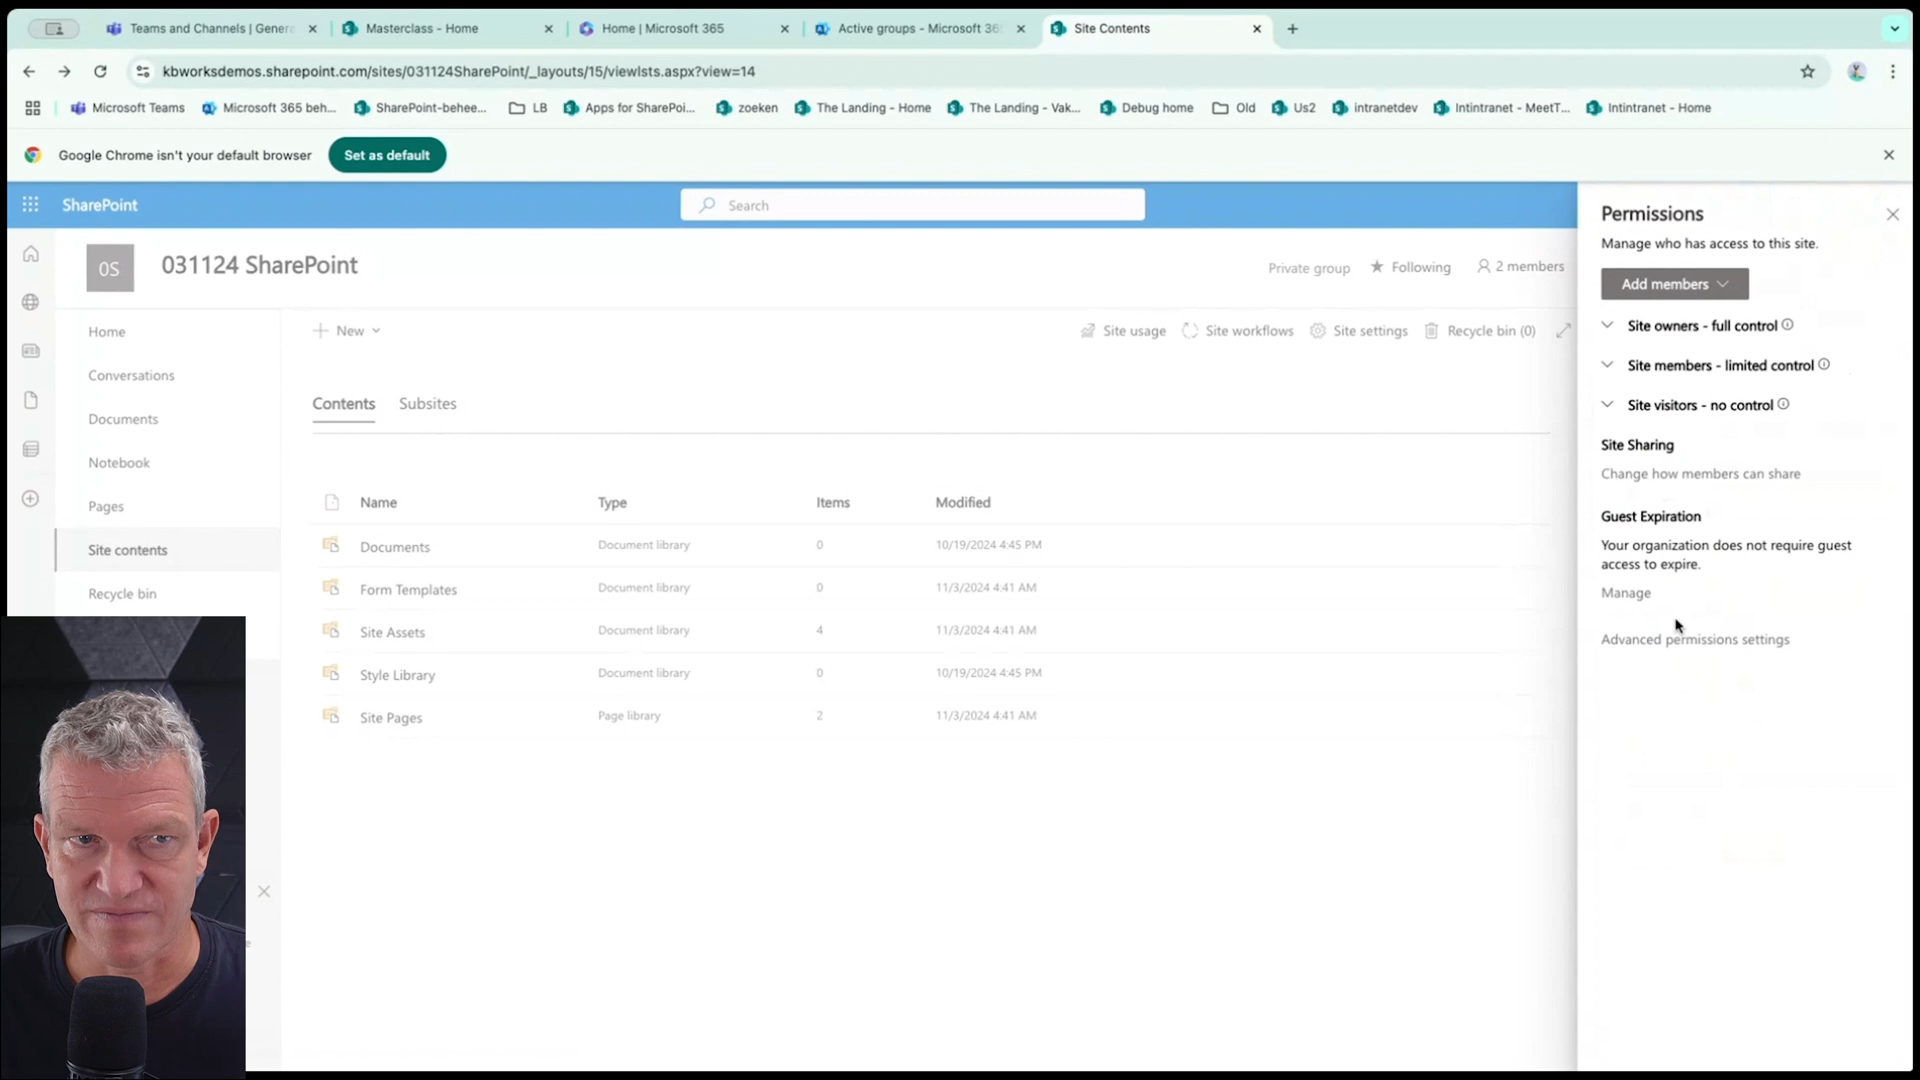 Teams and Channels | Genera
Masterclass - Home
Home | Microsoft 365
Active groups - Microsoft 36
Site Contents
kbworksdemos.sharepoint.com/sites/031124SharePoint/_layouts/15/viewlsts.aspx?view=14
Microsoft Teams
Microsoft 365 beh...
SharePoint-behee...
LB
Apps for SharePoi...
zoeken
The Landing - Home
The Landing - Vak...
Debug home
Old
Us2
intranetdev
Intintranet - MeetT...
Intintranet - Home
Google Chrome isn't your default browser
Set as default
SharePoint
Search
0S
031124 SharePoint
Private group
Following
2 members
Home
Conversations
Documents
Notebook
Pages
Site contents
Recycle bin
New
Site usage
Site workflows
Site settings
Recycle bin (0)
Contents
Subsites
Name Type Items Modified
Documents Document library 0 10/19/2024 4:45 PM
Form Templates Document library 0 11/3/2024 4:41 AM
Site Assets Document library 4 11/3/2024 4:41 AM
Style Library Document library 0 10/19/2024 4:45 PM
Site Pages Page library 2 11/3/2024 4:41 AM
Permissions
Manage who has access to this site.
Add members
Site owners - full control
Site members - limited control
Site visitors - no control
Site Sharing
Change how members can share
Guest Expiration
Your organization does not require guest
access to expire.
Manage
Advanced permissions settings